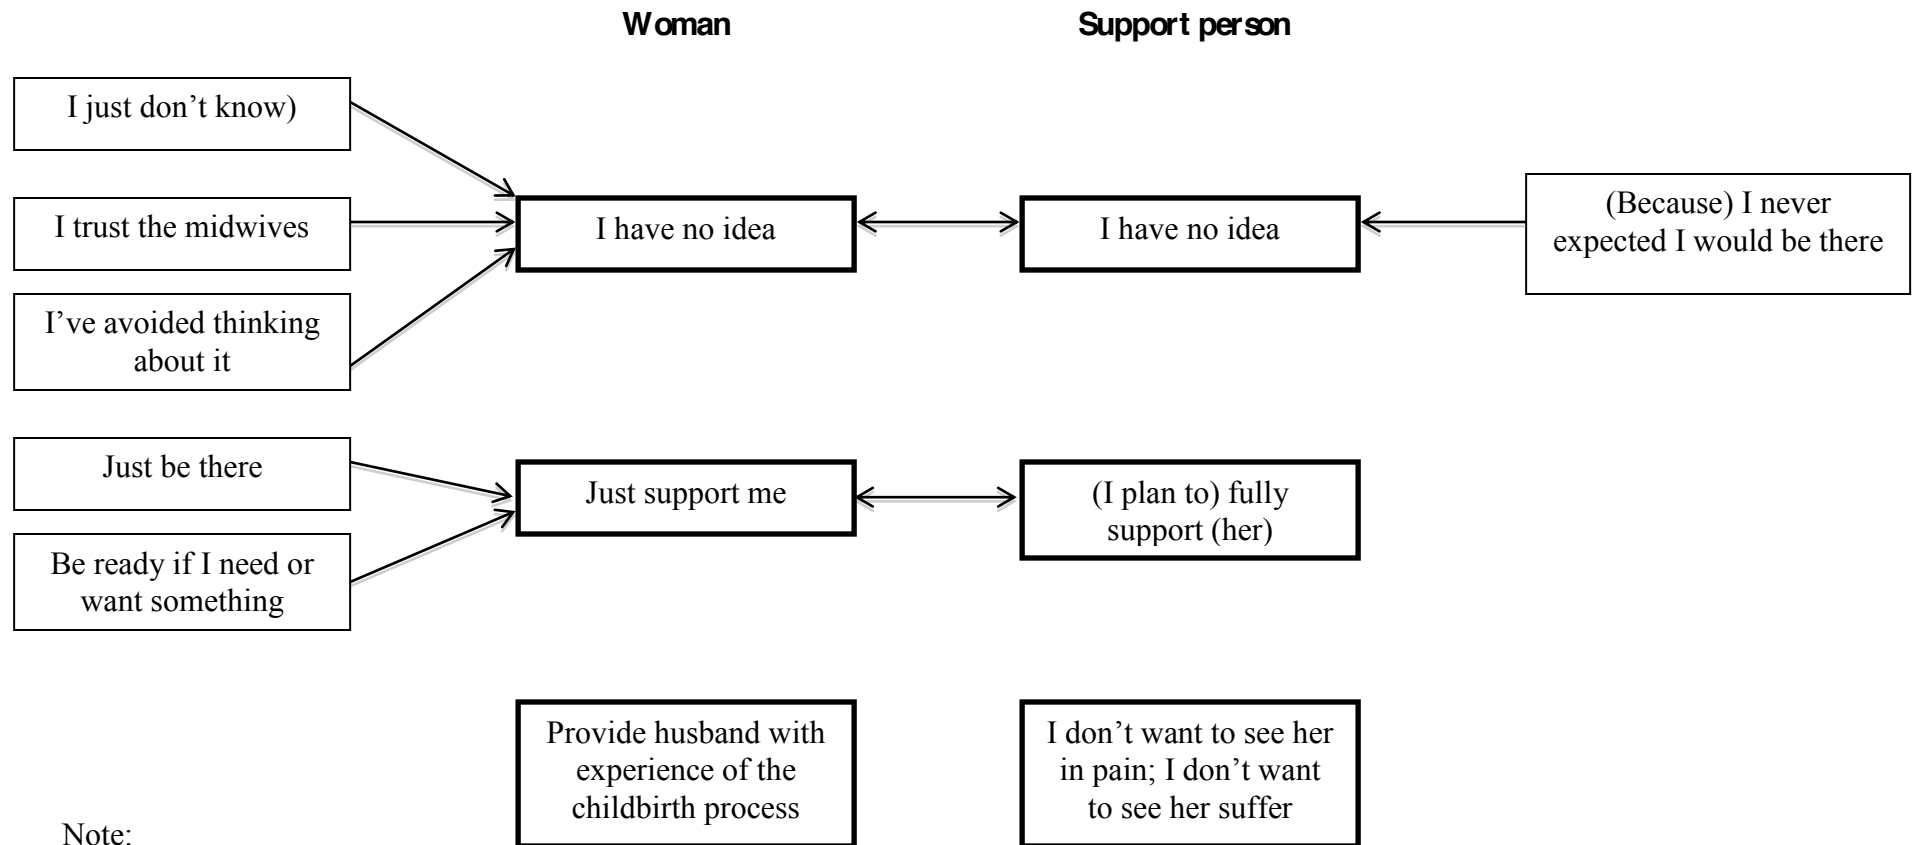 Woman
Support person
I just don’t know)
I trust the midwives
I’ve avoided thinking
about it
I have no idea
I have no idea
(Because) I never
expected I would be there
Just be there
Be ready if I need or
want something
Just support me
(I plan to) fully
support (her)
Provide husband with
experience of the
childbirth process
I don’t want to see her
in pain; I don’t want
to see her suffer
Note: